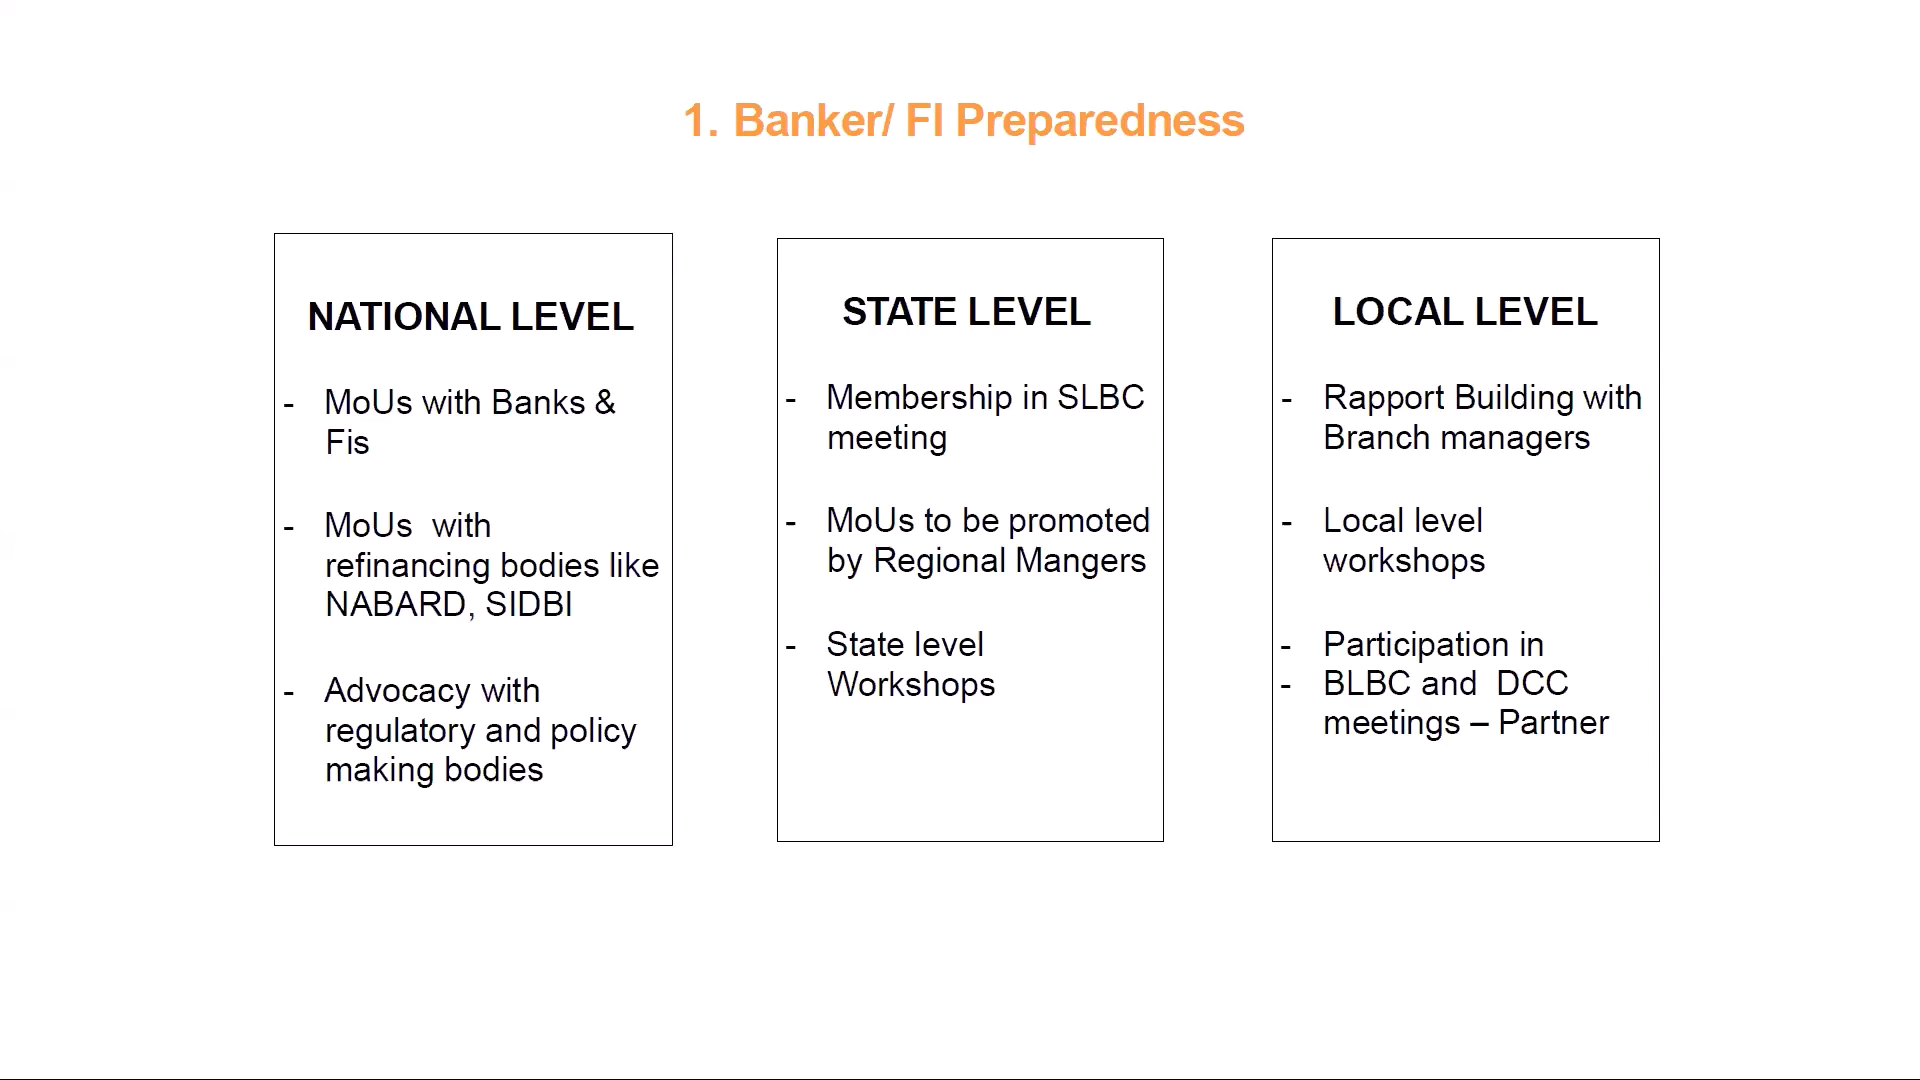 1. Banker/ FI Preparedness
NATIONAL LEVEL
- MoUs with Banks &
Fis
- MoUs  with
refinancing bodies like
NABARD, SIDBI
- Advocacy with
regulatory and policy
making bodies
STATE LEVEL
- Membership in SLBC
meeting
- MoUs to be promoted
by Regional Mangers
- State level
Workshops
LOCAL LEVEL
- Rapport Building with
Branch managers
- Local level
workshops
- Participation in
- BLBC and  DCC
meetings – Partner